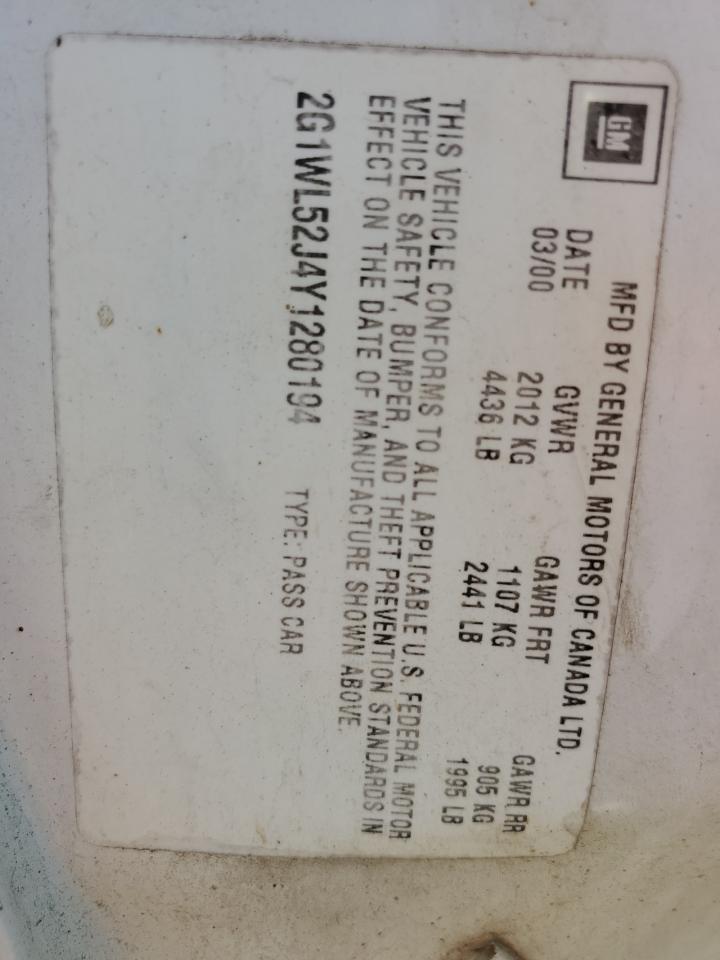 GM
MFD BY GENERAL MOTORS OF CANADA LTD.
DATE GVWR GAWR FRT GAWR RR
03/00 2012 KG 1107 KG 905 KG
4436 LB 2441 LB 1995 LB
THIS VEHICLE CONFORMS TO ALL APPLICABLE U.S. FEDERAL MOTOR
VEHICLE SAFETY, BUMPER, AND THEFT PREVENTION STANDARDS IN
EFFECT ON THE DATE OF MANUFACTURE SHOWN ABOVE.
2G1WL52J4Y1280194 TYPE: PASS CAR